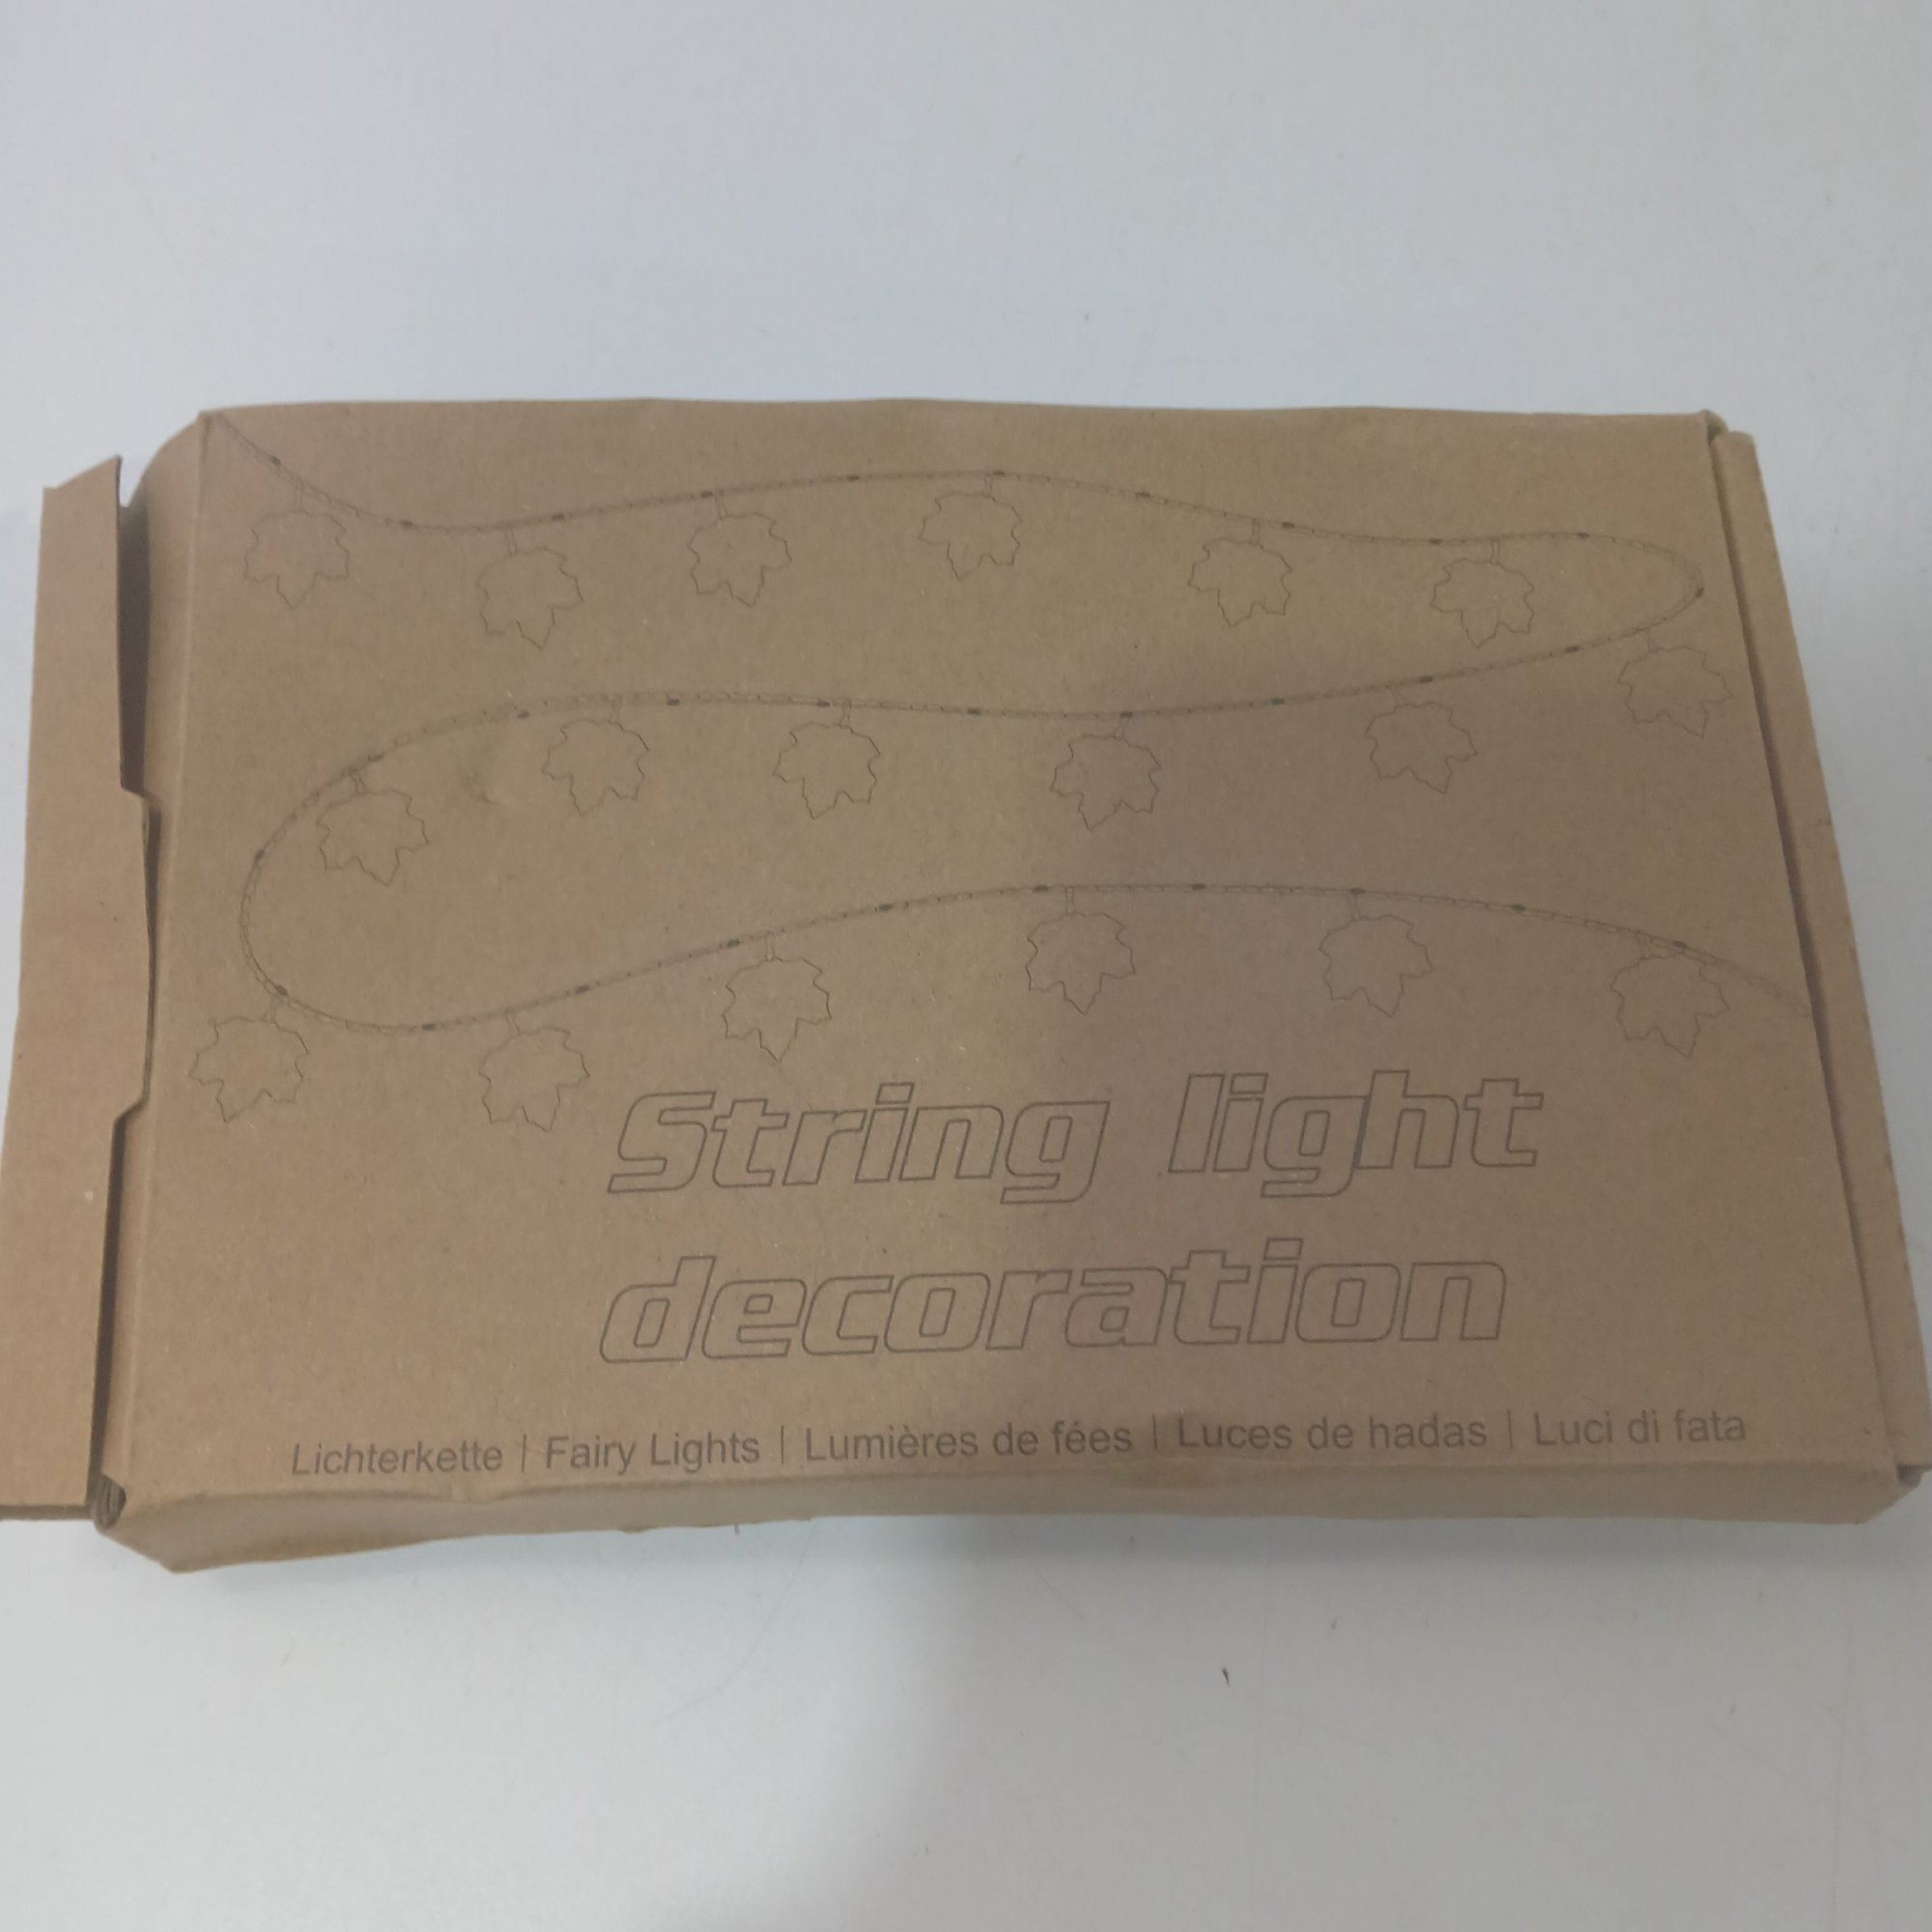 String light
decoration
Lichterkette | Fairy Lights | Lumières de fées | Luces de hadas | Luci di fata